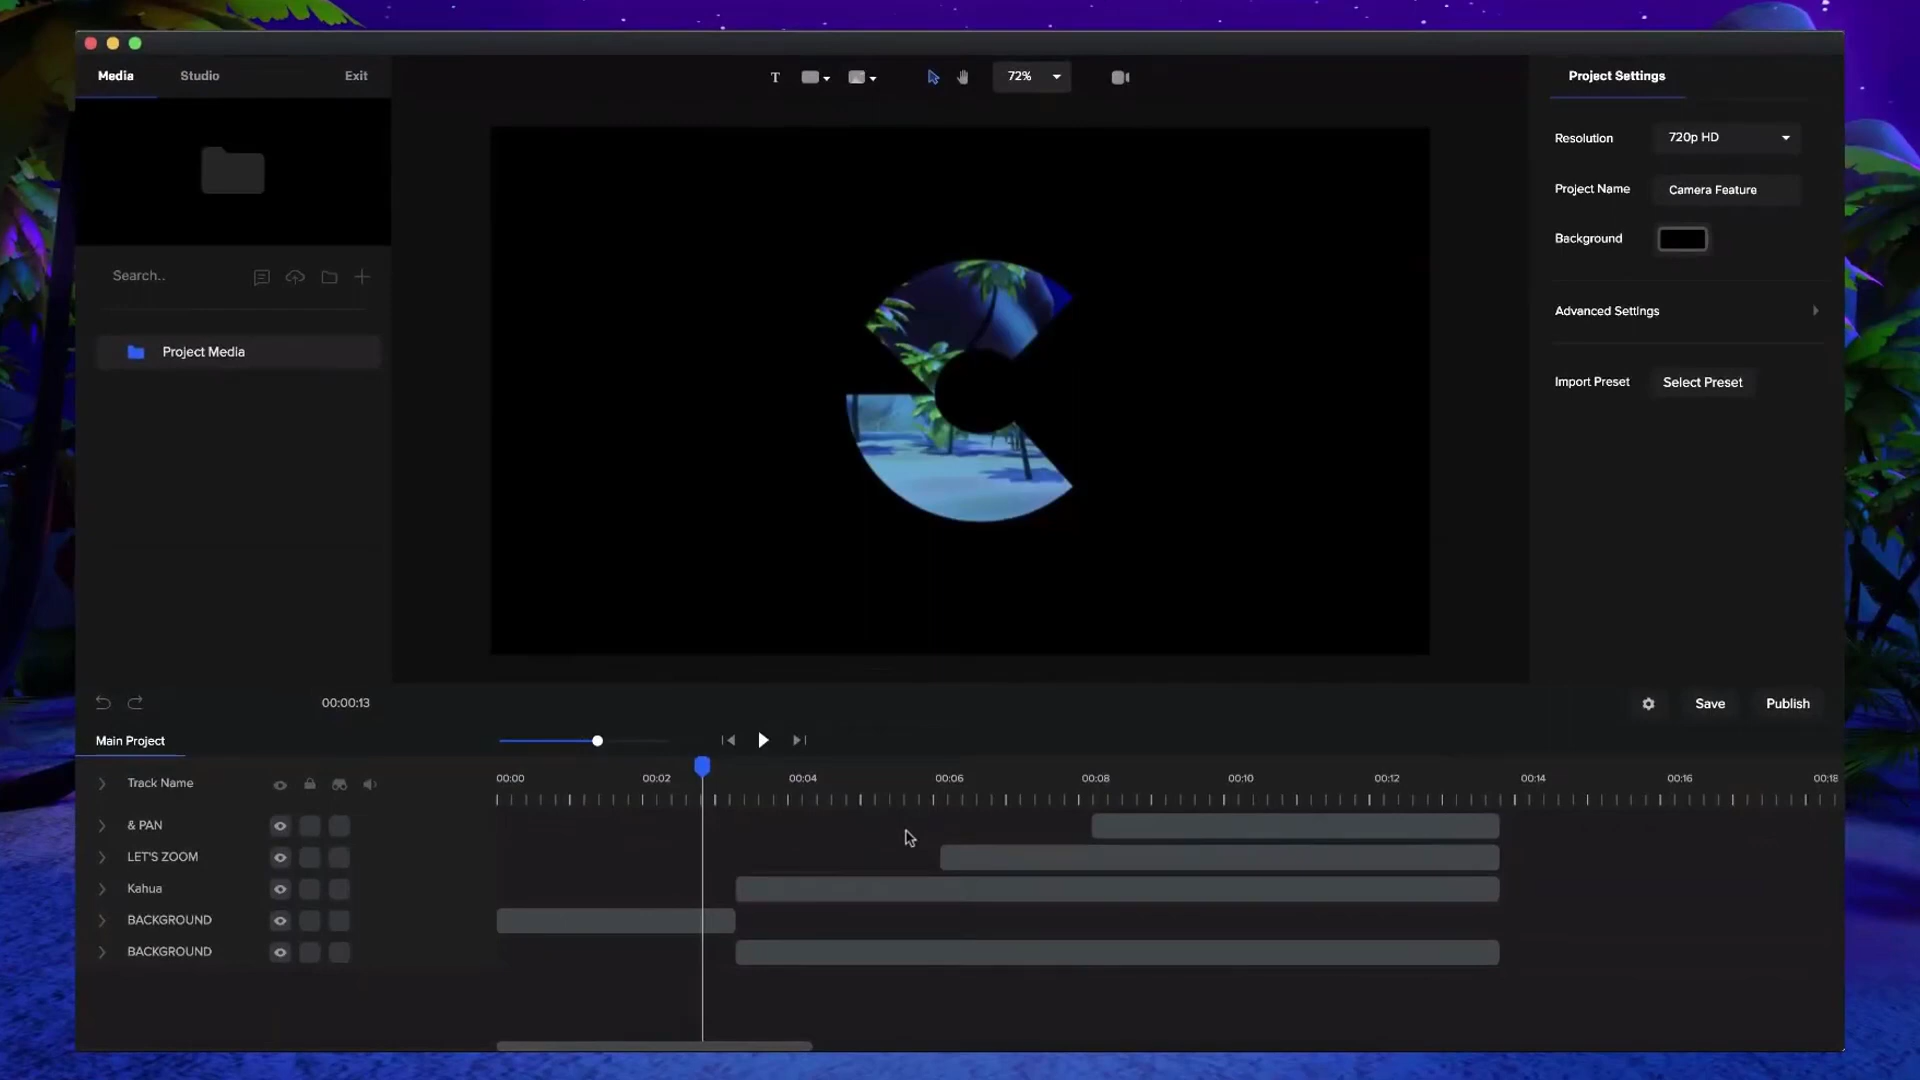 Media
Studio
Exit
T
72%
Project Settings
Resolution
720p HD
Project Name
Camera Feature
Background
Advanced Settings
Import Preset
Select Preset
Search..
Project Media
00:00:13
Save
Publish
Main Project
Track Name
00:00
00:02
00:04
00:06
00:08
00:10
00:12
00:14
00:16
00:18
& PAN
LET'S ZOOM
Kahua
BACKGROUND
BACKGROUND